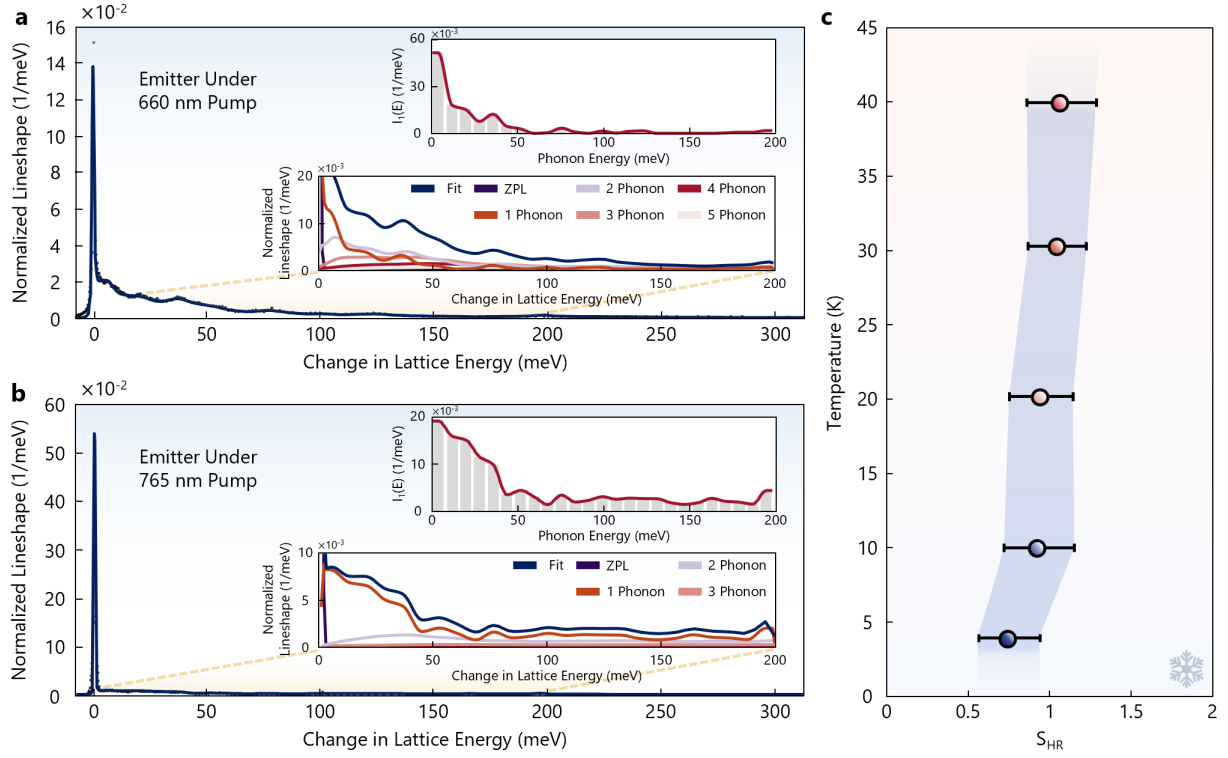 a
×10-2
Normalized Lineshape (1/meV)
16
14
12
10
8
6
4
2
0
Emitter Under
660 nm Pump
×10-3
I1(E) (1/meV)
60
30
0
0 50 100 150 200
Phonon Energy (meV)
×10-3
Normalized
Lineshape (1/meV)
20
10
0
Fit ZPL 2 Phonon 4 Phonon
1 Phonon 3 Phonon 5 Phonon
0 50 100 150 200
Change in Lattice Energy (meV)
0 50 100 150 200 250 300
Change in Lattice Energy (meV)
b
×10-2
Normalized Lineshape (1/meV)
60
50
40
30
20
10
0
Emitter Under
765 nm Pump
×10-3
I1(E) (1/meV)
20
10
0
0 50 100 150 200
Phonon Energy (meV)
×10-3
Normalized
Lineshape (1/meV)
10
5
0
Fit ZPL 2 Phonon
1 Phonon 3 Phonon
0 50 100 150 200
Change in Lattice Energy (meV)
0 50 100 150 200 250 300
Change in Lattice Energy (meV)
c
Temperature (K)
45
40
35
30
25
20
15
10
5
0
0 0.5 1 1.5 2
SHR